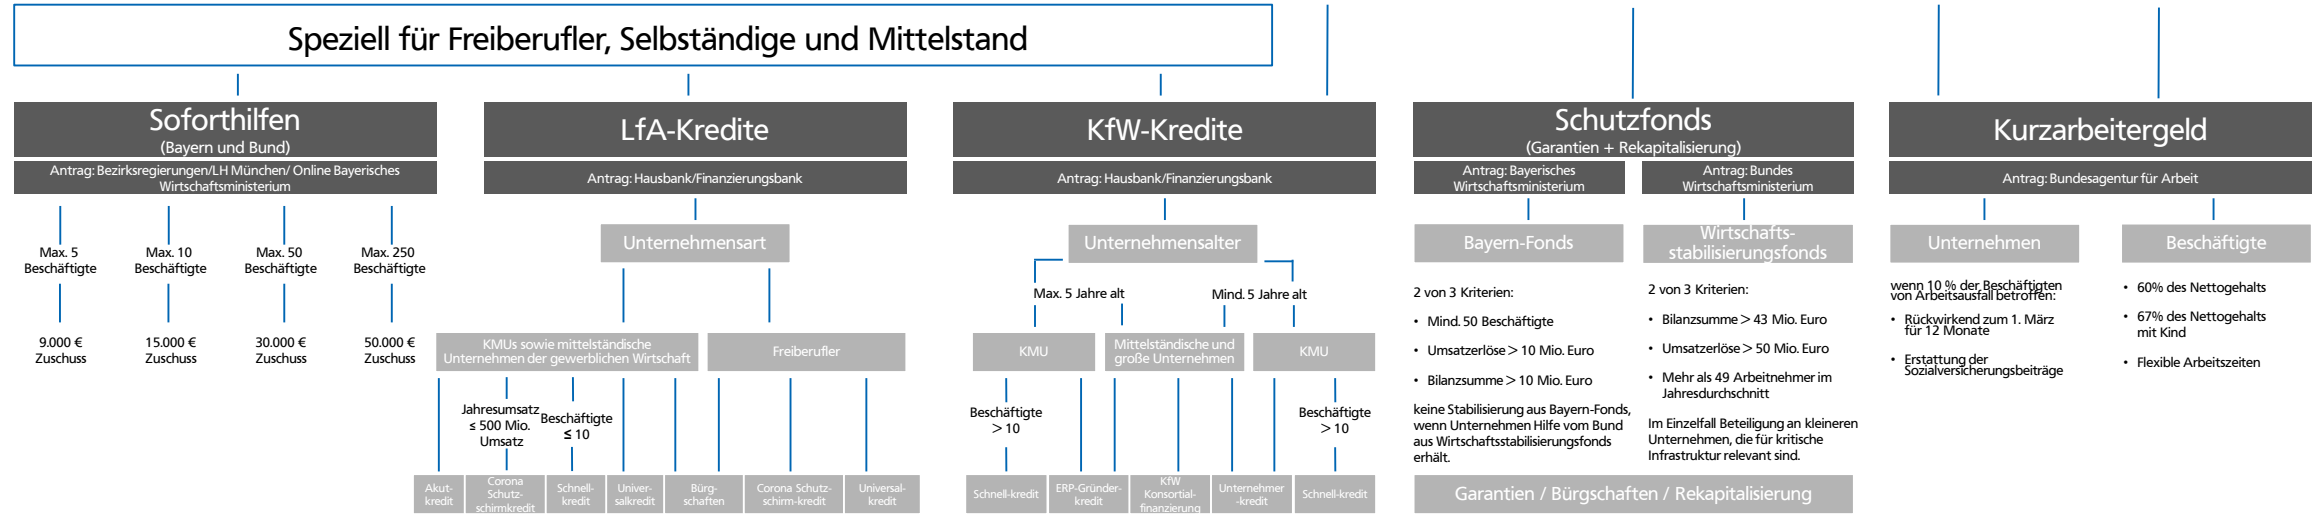 Speziell für Freiberufler, Selbständige und Mittelstand
Soforthilfen
(Bayern und Bund)
Antrag: Bezirksregierungen/LH München/ Online Bayerisches
Wirtschaftsministerium
Max. 5
Beschäftigte
Max. 10
Beschäftigte
Max. 50
Beschäftigte
Max. 250
Beschäftigte
9.000 €
Zuschuss
15.000 €
Zuschuss
30.000 €
Zuschuss
50.000 €
Zuschuss
LfA-Kredite
Antrag: Hausbank/Finanzierungsbank
Unternehmensart
KMUs sowie mittelständische
Unternehmen der gewerblichen Wirtschaft
Freiberufler
Jahresumsatz
≤ 500 Mio.
Umsatz
Beschäftigte
≤ 10
Akut-
kredit
Corona
Schutz-
schirmkredit
Schnell-
kredit
Univer-
salkredit
Bürg-
schaften
Corona Schutz-
schirm-kredit
Universal-
kredit
KfW-Kredite
Antrag: Hausbank/Finanzierungsbank
Unternehmensalter
Max. 5 Jahre alt
Mind. 5 Jahre alt
KMU
Mittelständische und
große Unternehmen
KMU
Beschäftigte
> 10
Beschäftigte
> 10
Schnell-kredit
ERP-Gründer-
kredit
KfW
Konsortial-
finanzierung
Unternehmer
-kredit
Schnell-kredit
Schutzfonds
(Garantien + Rekapitalisierung)
Antrag: Bayerisches
Wirtschaftsministerium
Antrag: Bundes
Wirtschaftsministerium
Bayern-Fonds
2 von 3 Kriterien:
• Mind. 50 Beschäftigte
• Umsatzerlöse > 10 Mio. Euro
• Bilanzsumme > 10 Mio. Euro
keine Stabilisierung aus Bayern-Fonds,
wenn Unternehmen Hilfe vom Bund
aus Wirtschaftsstabilisierungsfonds
erhält.
Wirtschafts-
stabilisierungsfonds
2 von 3 Kriterien:
• Bilanzsumme > 43 Mio. Euro
• Umsatzerlöse > 50 Mio. Euro
• Mehr als 49 Arbeitnehmer im
Jahresdurchschnitt
Im Einzelfall Beteiligung an kleineren
Unternehmen, die für kritische
Infrastruktur relevant sind.
Garantien / Bürgschaften / Rekapitalisierung
Kurzarbeitergeld
Antrag: Bundesagentur für Arbeit
Unternehmen
wenn 10 % der Beschäftigten
von Arbeitsausfall betroffen:
• Rückwirkend zum 1. März
für 12 Monate
• Erstattung der
Sozialversicherungsbeiträge
Beschäftigte
• 60% des Nettogehalts
• 67% des Nettogehalts
mit Kind
• Flexible Arbeitszeiten